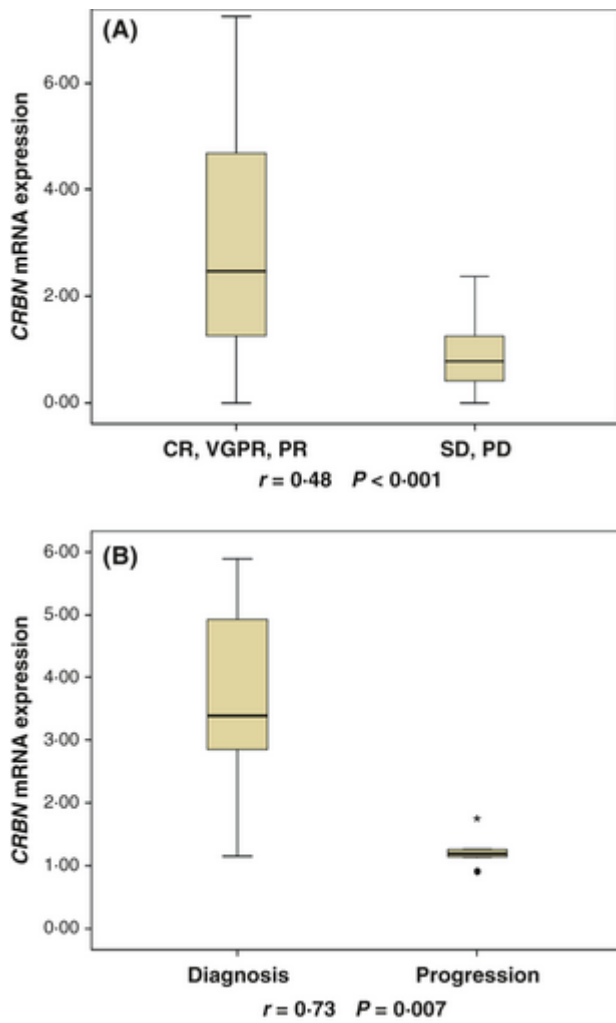 (A)
6·00
4·00
2·00
0·00
CRBN mRNA expression
CR, VGPR, PR SD, PD
r = 0·48 P < 0·001
(B)
6·00
5·00
4·00
3·00
2·00
1·00
0·00
CRBN mRNA expression
Diagnosis Progression
r = 0·73 P = 0·007